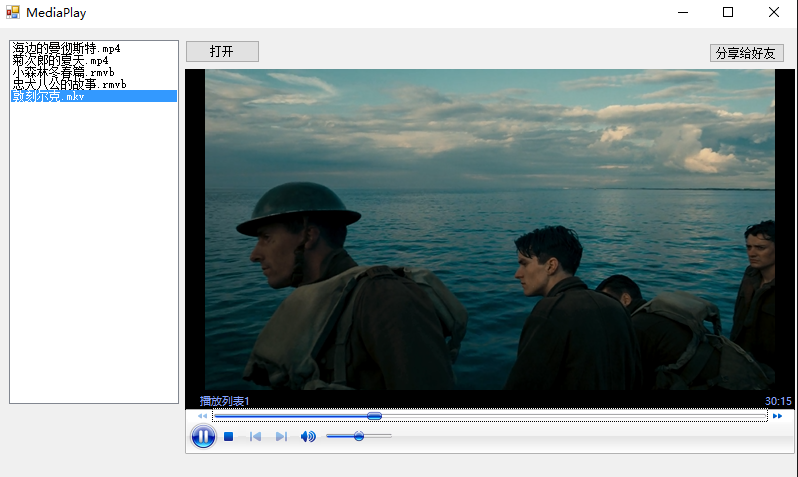 MediaPlay
打开
分享给好友
海边的曼彻斯特.mp4
菊次郎的夏天.mp4
小森林冬春篇.rmvb
忠犬八公的故事.rmvb
敦刻尔克.mkv
播放列表1
30:15